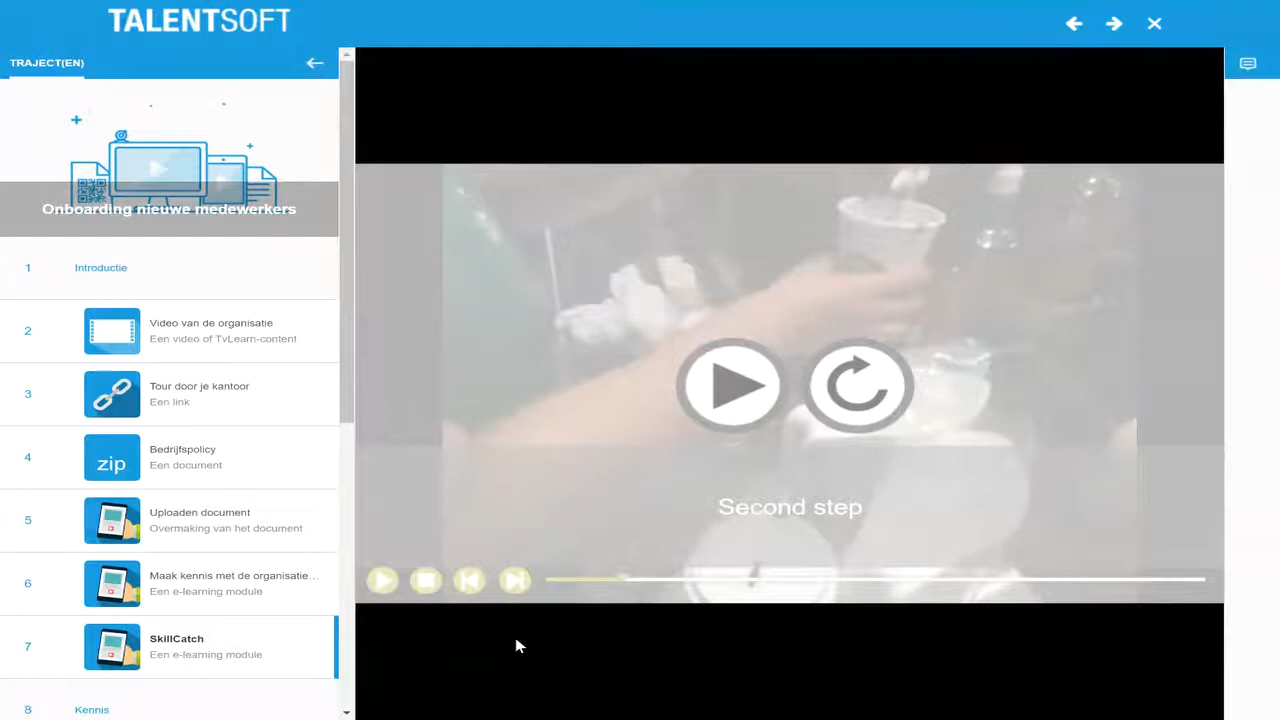 TALENTSOFT
TRAJECT(EN)
Onboarding nieuwe medewerkers
1 Introductie
2 Video van de organisatie
Een video of TvLearn-content
3 Tour door je kantoor
Een link
4 zip Bedrijfspolicy
Een document
5 Uploaden document
Overmaking van het document
6 Maak kennis met de organisatie...
Een e-learning module
7 SkillCatch
Een e-learning module
8 Kennis
Second step